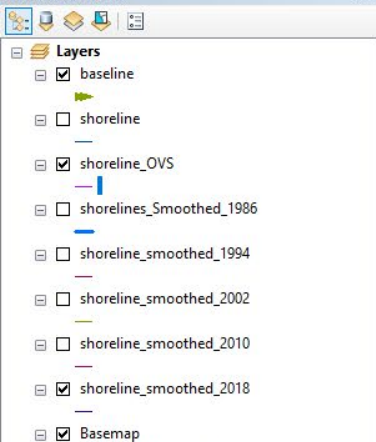 Layers
baseline
shoreline
shoreline_OVS
shorelines_Smoothed_1986
shoreline_smoothed_1994
shoreline_smoothed_2002
shoreline_smoothed_2010
shoreline_smoothed_2018
Basemap